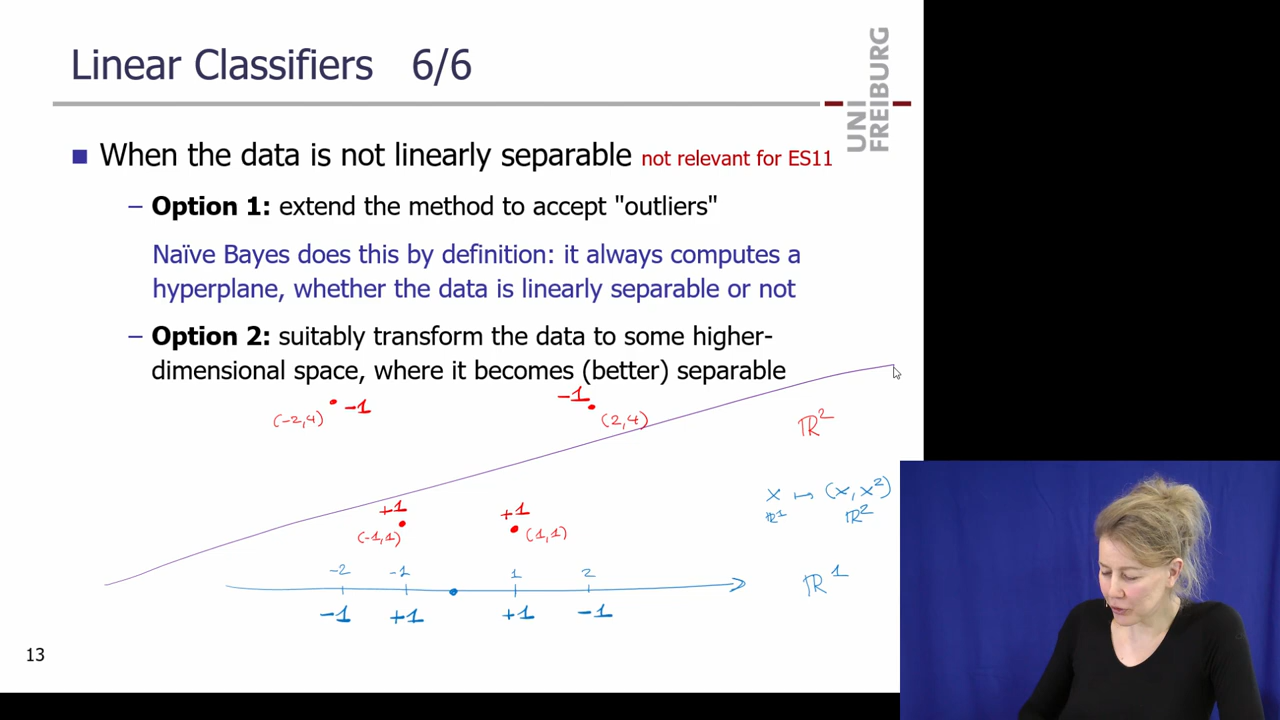 Linear Classifiers 6/6
UNI
FREIBURG
■ When the data is not linearly separable not relevant for ES11
– Option 1: extend the method to accept "outliers"
Naïve Bayes does this by definition: it always computes a
hyperplane, whether the data is linearly separable or not
– Option 2: suitably transform the data to some higher-
dimensional space, where it becomes (better) separable
(-2,4) -1 -1 (2,4) ℝ²
x ↦ (x, x²)
ℝ¹ ℝ²
+1 +1
(-1,1) (1,1)
-2 -1 1 2 ℝ¹
-1 +1 +1 -1
13